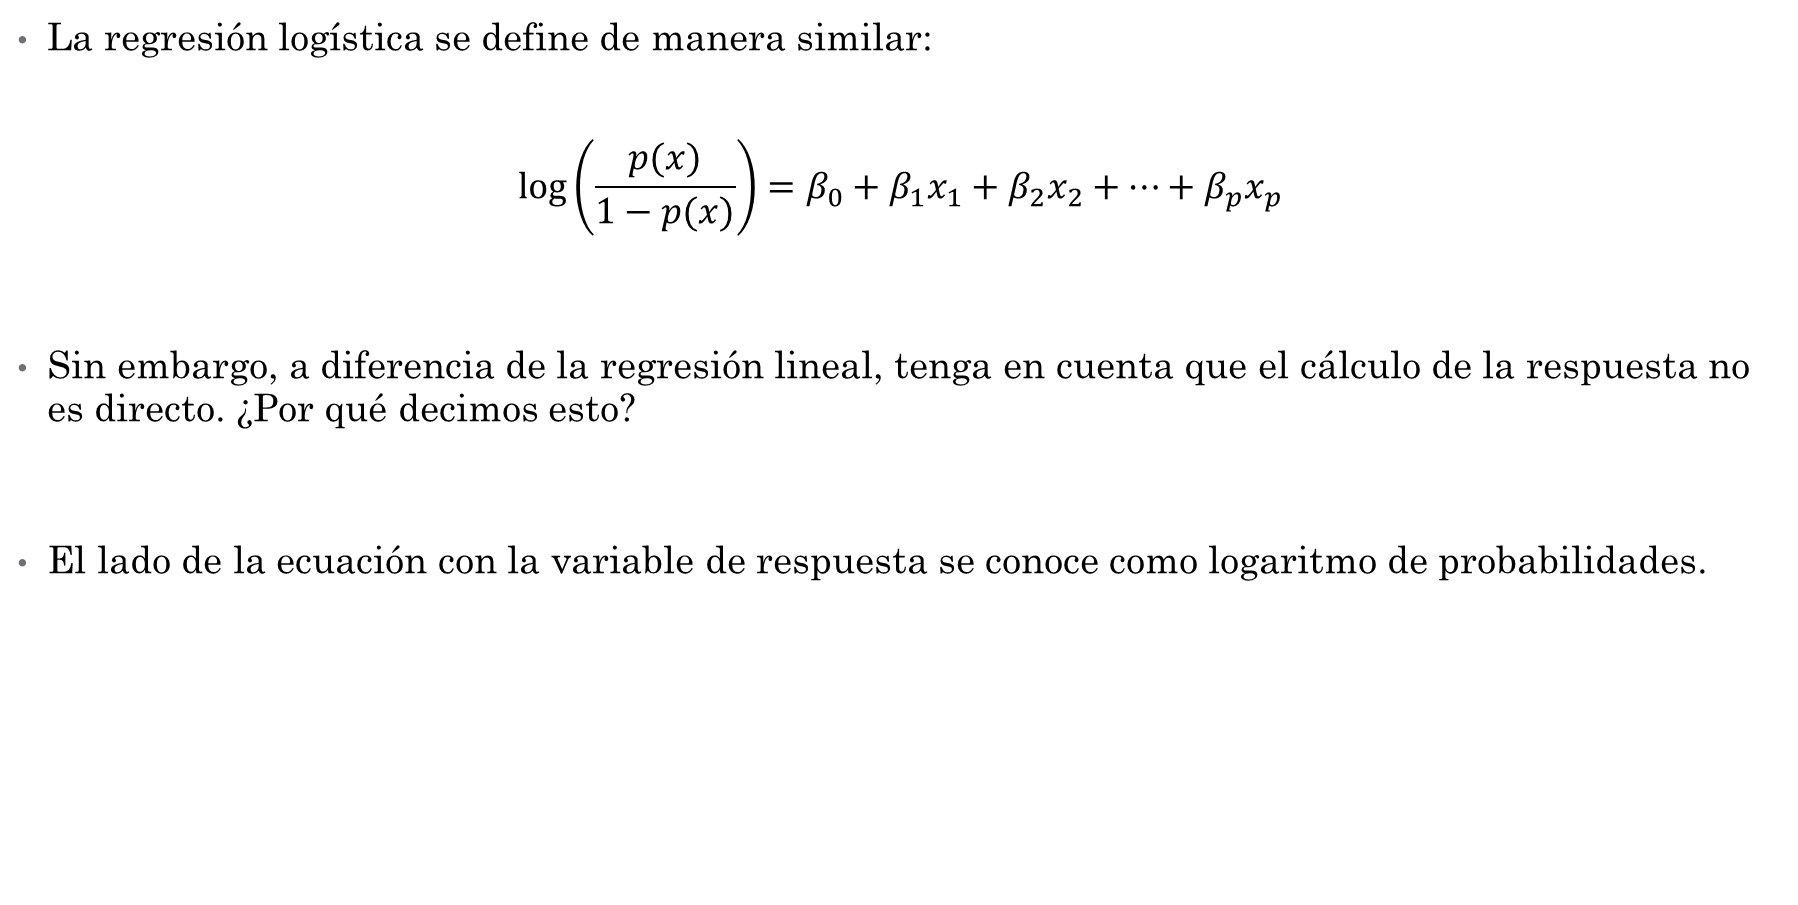 • La regresión logística se define de manera similar:
log(p(x)/(1 − p(x))) = β₀ + β₁x₁ + β₂x₂ + ⋯ + βₚxₚ
• Sin embargo, a diferencia de la regresión lineal, tenga en cuenta que el cálculo de la respuesta no
es directo. ¿Por qué decimos esto?
• El lado de la ecuación con la variable de respuesta se conoce como logaritmo de probabilidades.